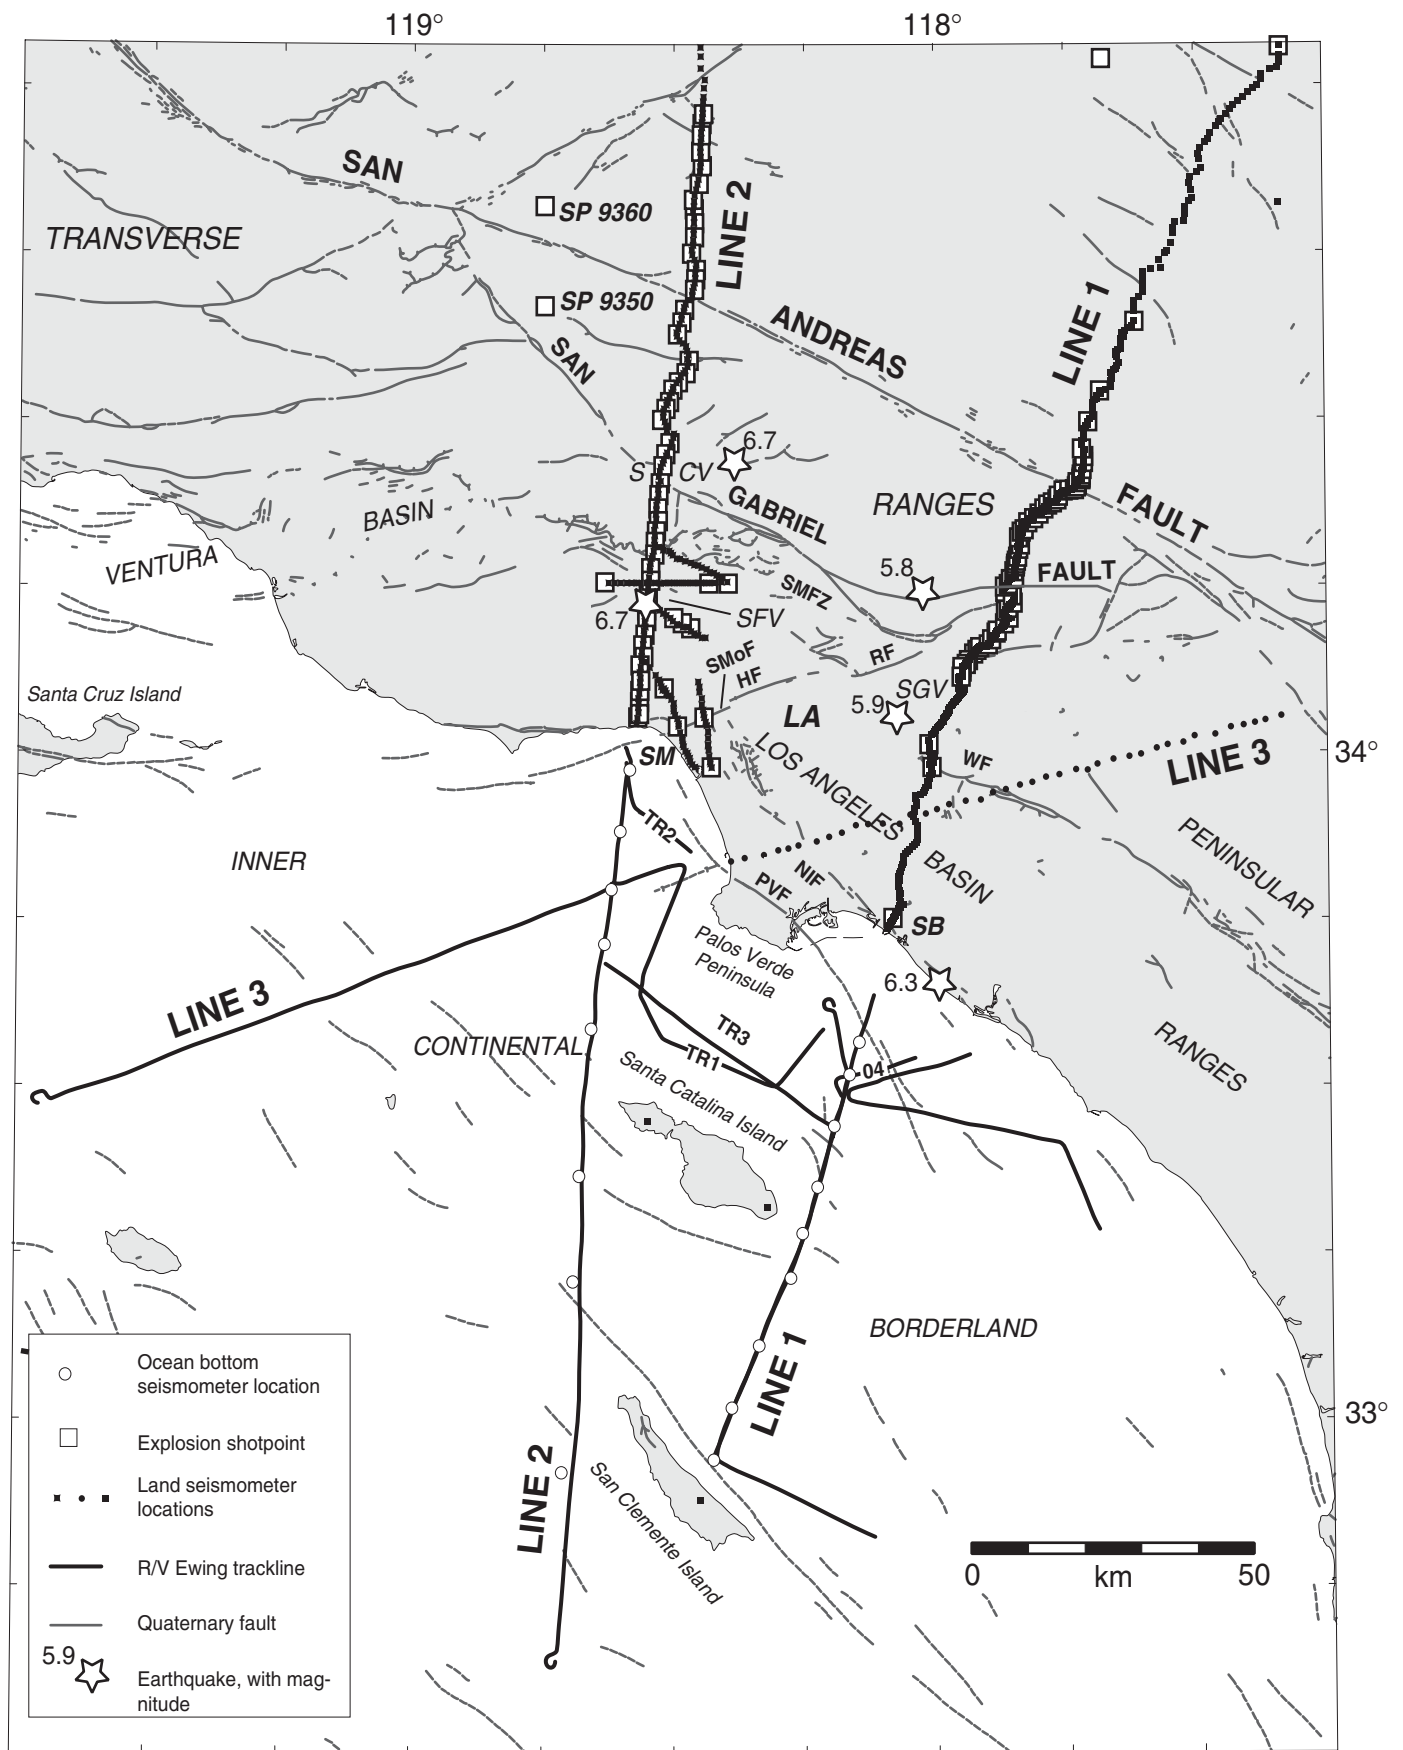 119°
118°
SAN
SP 9360
TRANSVERSE
LINE 2
SP 9350
LINE 1
ANDREAS
SAN
6.7
S CV
GABRIEL
RANGES
FAULT
BASIN
VENTURA
5.8
FAULT
SMFZ
6.7
SFV
SMoF
HF
RF
Santa Cruz Island
SGV
5.9
LA
34°
SM
LOS ANGELES
WF
LINE 3
TR2
INNER
NIF
BASIN
PENINSULAR
PVF
SB
Palos Verde
Peninsula
6.3
LINE 3
TR3
CONTINENTAL
TR1
04
RANGES
Santa Catalina Island
BORDERLAND
LINE 1
33°
LINE 2
San Clemente Island
Ocean bottom
seismometer location
Explosion shotpoint
Land seismometer
locations
R/V Ewing trackline
Quaternary fault
5.9
Earthquake, with mag-
nitude
0 km 50